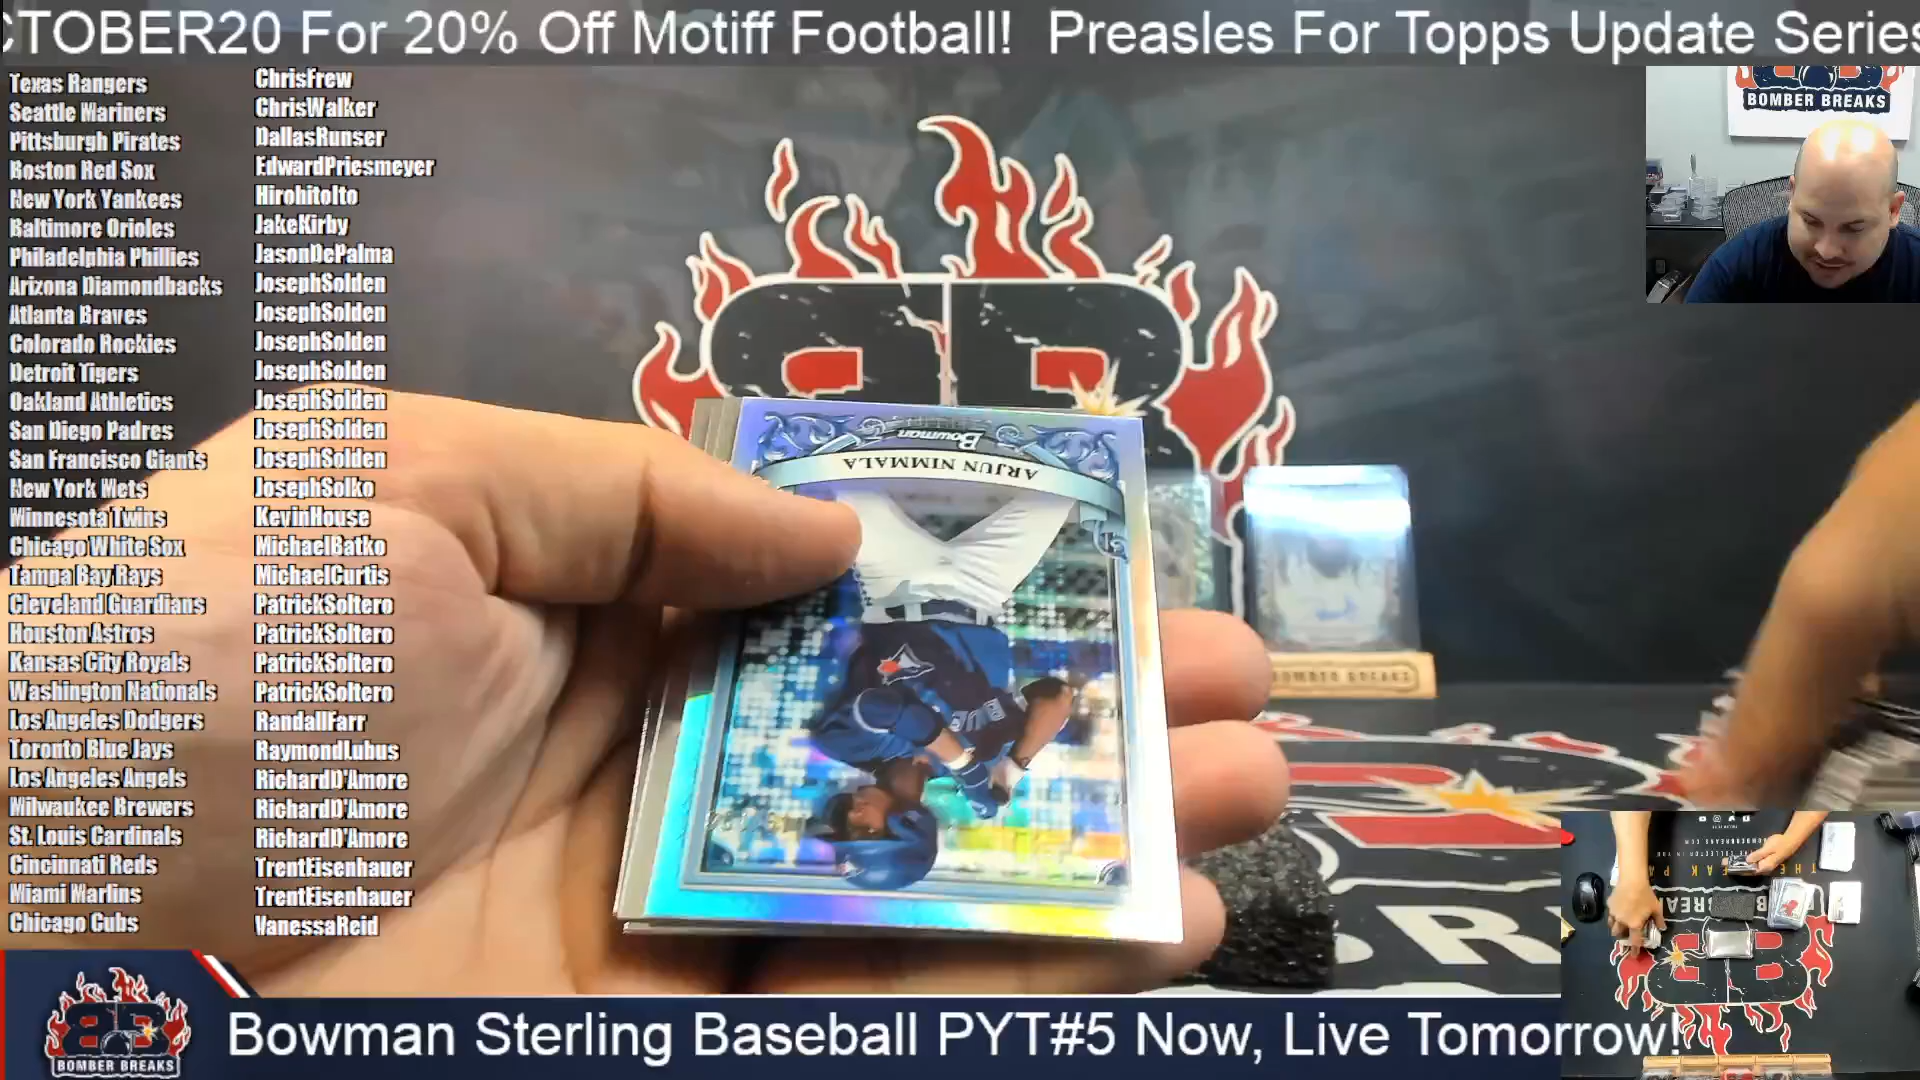 CTOBER20 For 20% Off Motiff Football!  Preasles For Topps Update Series
Texas Rangers ChrisFrew
Seattle Mariners ChrisWalker
Pittsburgh Pirates DallasRunser
Boston Red Sox EdwardPriesmeyer
New York Yankees HirohitoIto
Baltimore Orioles JakeKirby
Philadelphia Phillies JasonDePalma
Arizona Diamondbacks JosephSolden
Atlanta Braves JosephSolden
Colorado Rockies JosephSolden
Detroit Tigers JosephSolden
Oakland Athletics JosephSolden
San Diego Padres JosephSolden
San Francisco Giants JosephSolden
New York Mets JosephSolko
Minnesota Twins KevinHouse
Chicago White Sox MichaelBatko
Tampa Bay Rays MichaelCurtis
Cleveland Guardians PatrickSoltero
Houston Astros PatrickSoltero
Kansas City Royals PatrickSoltero
Washington Nationals PatrickSoltero
Los Angeles Dodgers RandallFarr
Toronto Blue Jays RaymondLubus
Los Angeles Angels RichardD'Amore
Milwaukee Brewers RichardD'Amore
St. Louis Cardinals RichardD'Amore
Cincinnati Reds TrentEisenhauer
Miami Marlins TrentEisenhauer
Chicago Cubs VanessaReid
BOMBER BREAKS
Bowman
ARJUN NIMMALA
BLUE
BOMBER BREAKS
BOMBER BREAKS
Bowman Sterling Baseball PYT#5 Now, Live Tomorrow!